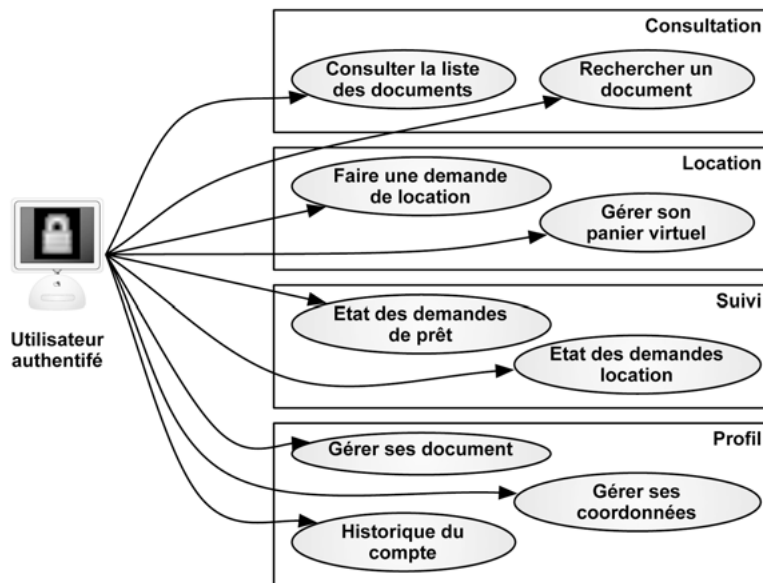 Consultation
Consulter la liste
des documents
Rechercher un
document
Location
Faire une demande
de location
Gérer son
panier virtuel
Utilisateur
authentifé
Suivi
Etat des demandes
de prêt
Etat des demandes
location
Profil
Gérer ses document
Gérer ses
coordonnées
Historique du
compte